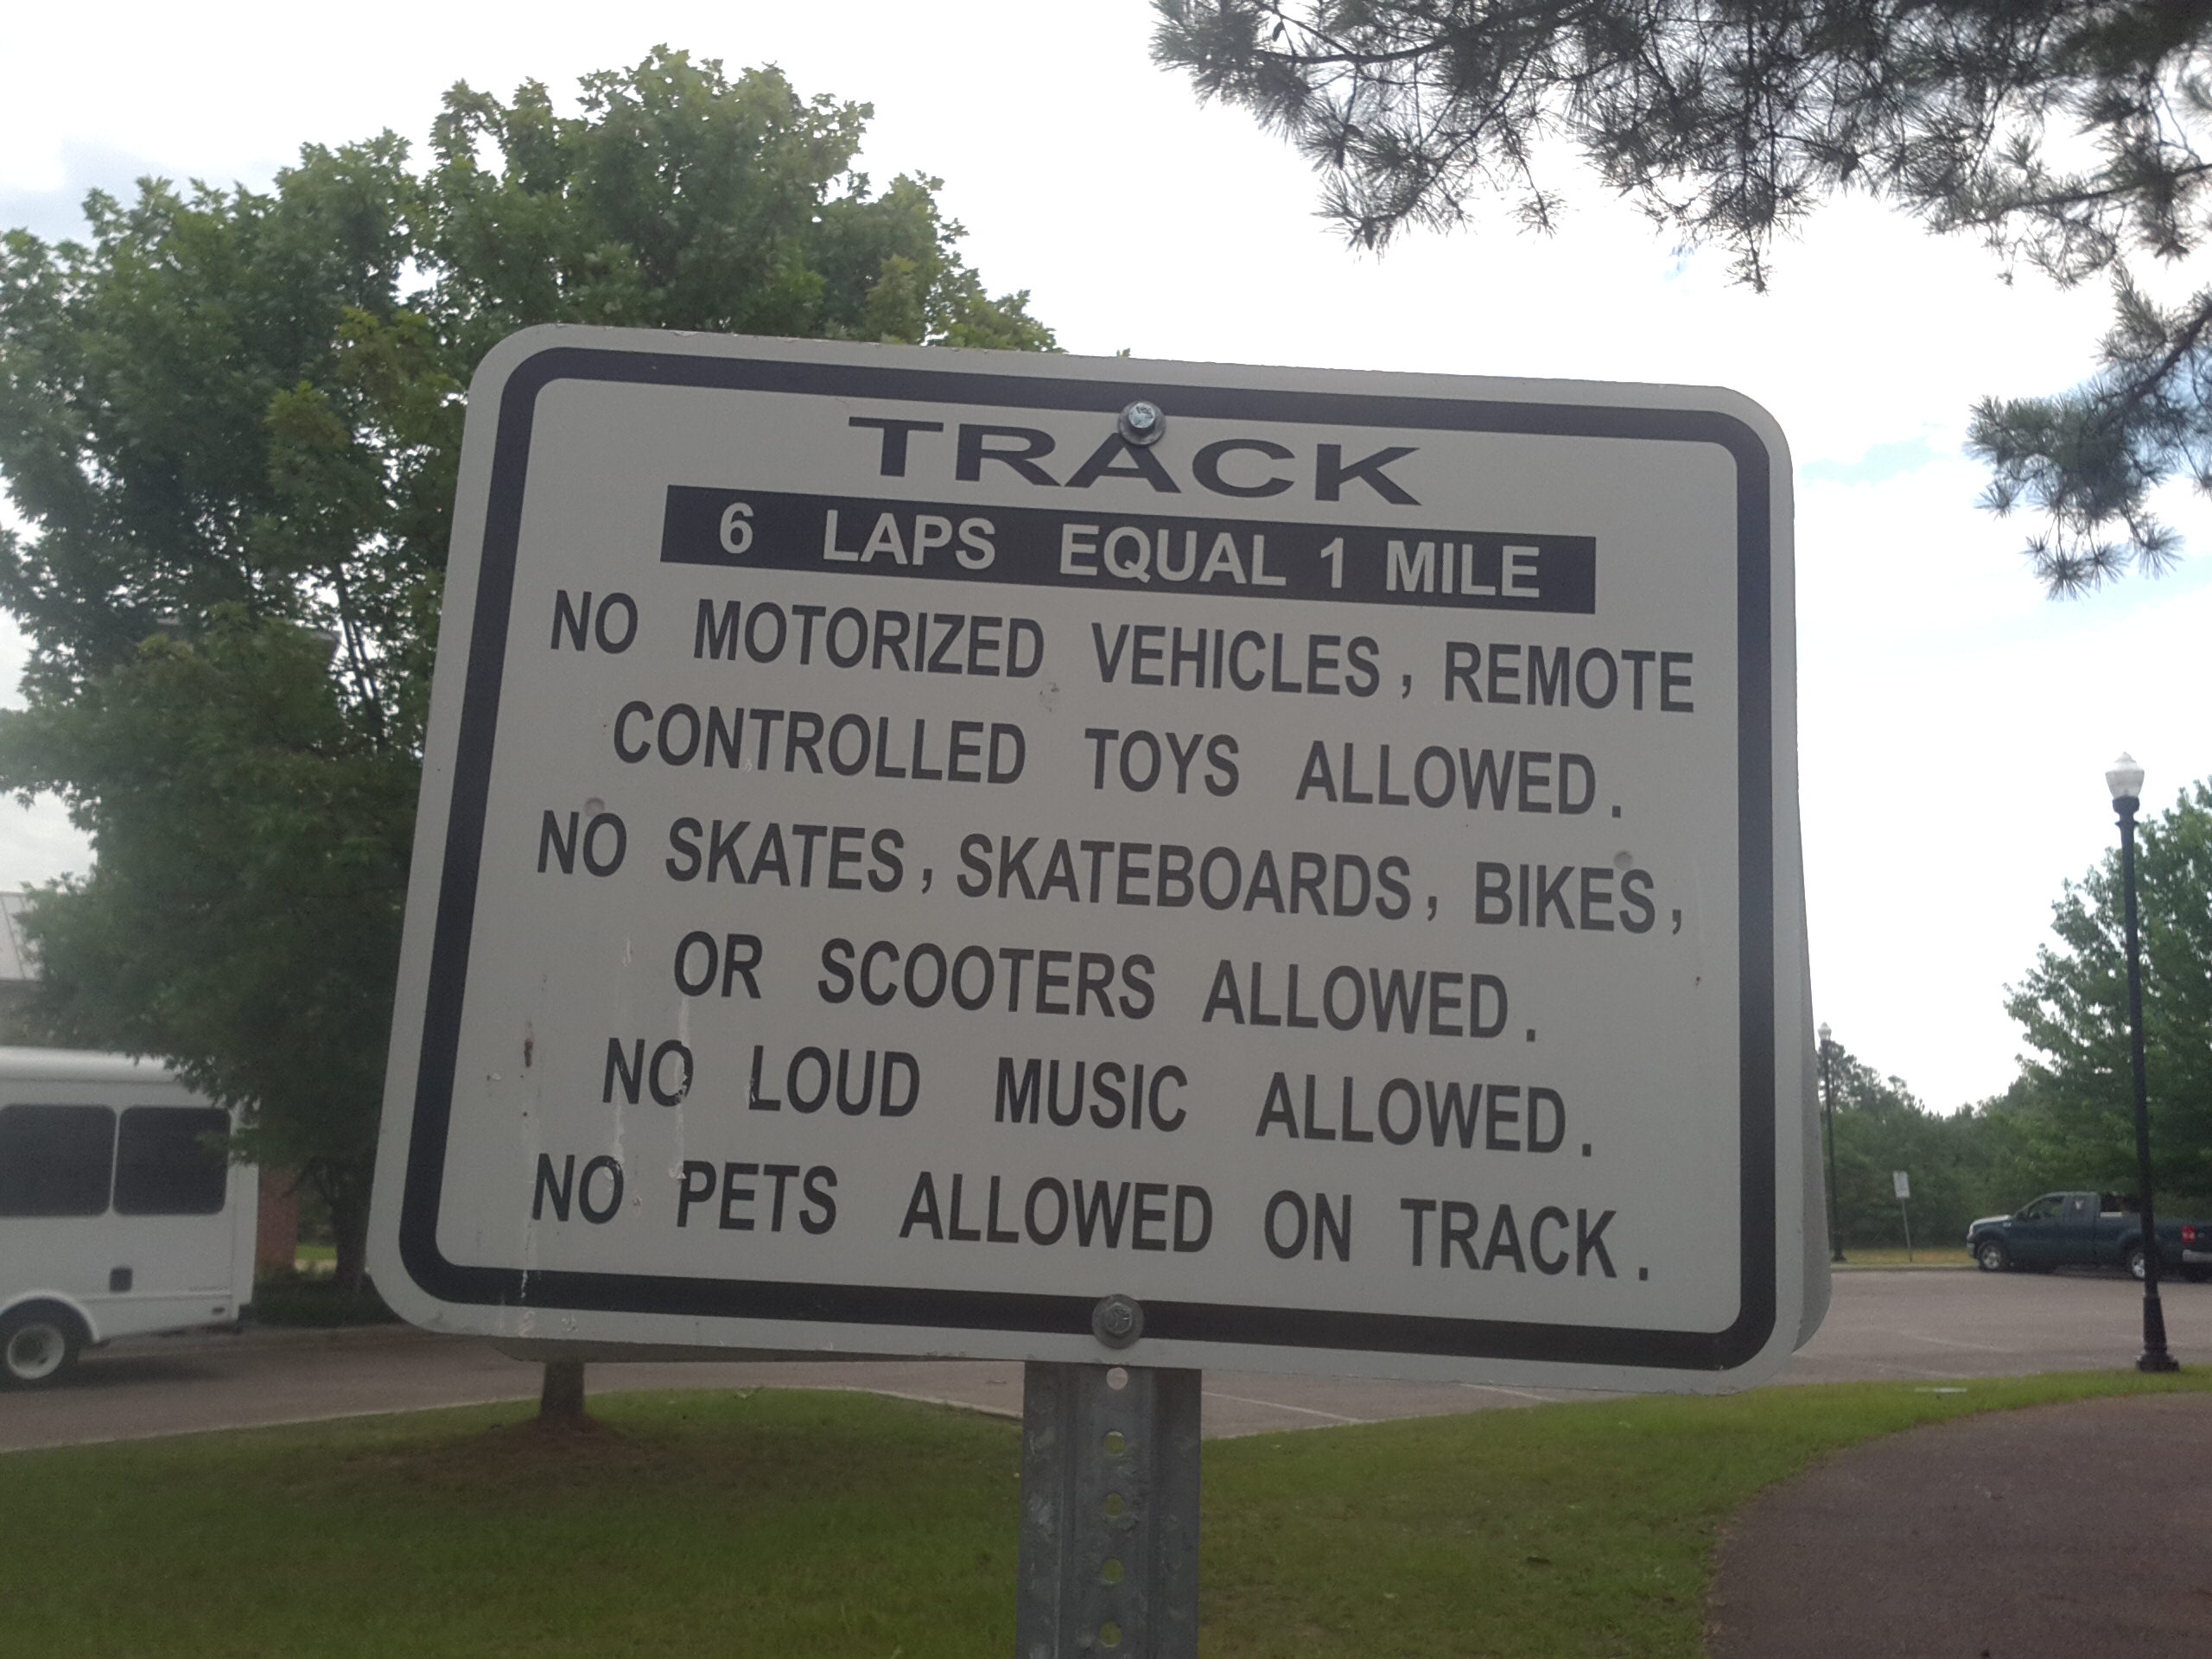 TRACK
6 LAPS EQUAL 1 MILE
NO MOTORIZED VEHICLES, REMOTE
CONTROLLED TOYS ALLOWED.
NO SKATES, SKATEBOARDS, BIKES,
OR SCOOTERS ALLOWED.
NO LOUD MUSIC ALLOWED.
NO PETS ALLOWED ON TRACK.